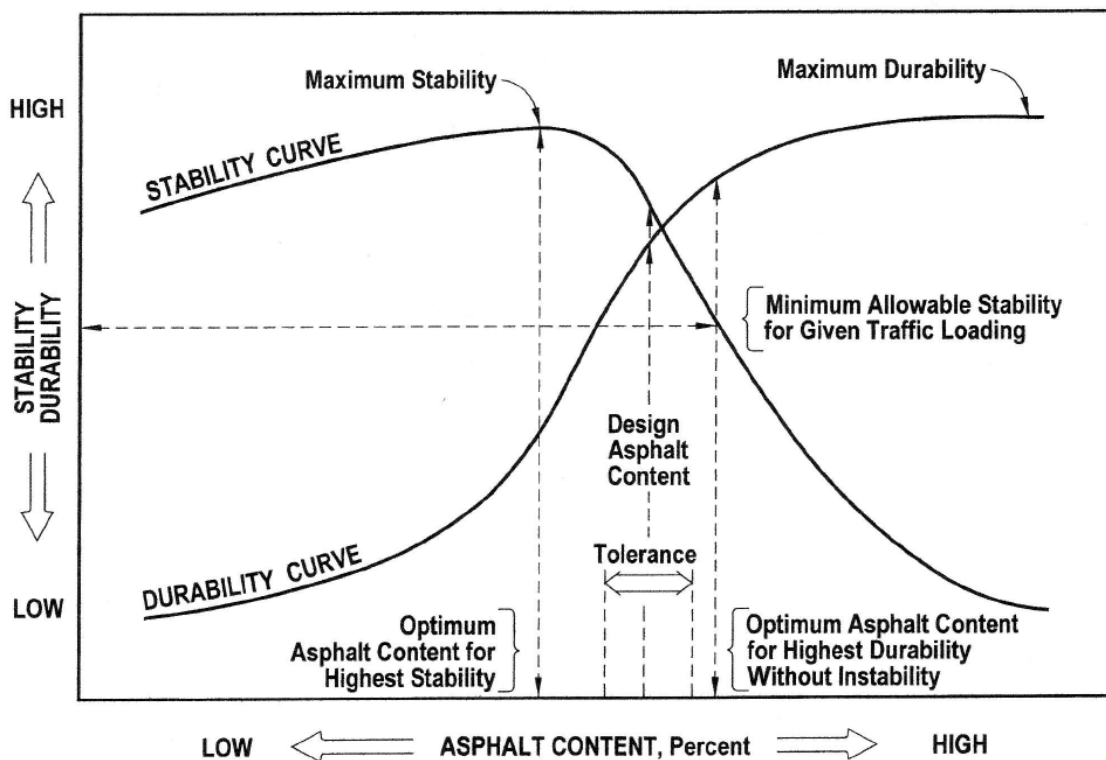 Maximum Stability
Maximum Durability
HIGH
STABILITY CURVE
STABILITY
DURABILITY
Minimum Allowable Stability
for Given Traffic Loading
Design
Asphalt
Content
Tolerance
DURABILITY CURVE
LOW
Optimum
Asphalt Content for
Highest Stability
Optimum Asphalt Content
for Highest Durability
Without Instability
LOW
ASPHALT CONTENT, Percent
HIGH